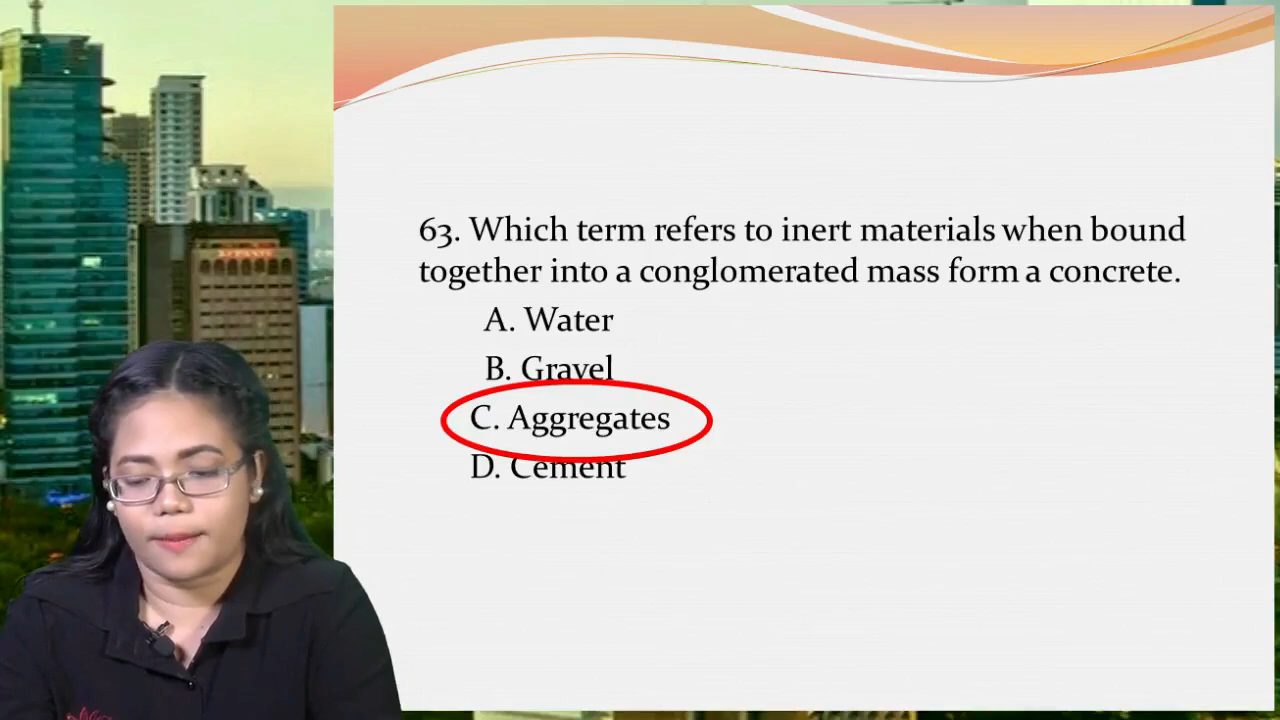 63. Which term refers to inert materials when bound
together into a conglomerated mass form a concrete.
A. Water
B. Gravel
C. Aggregates
D. Cement